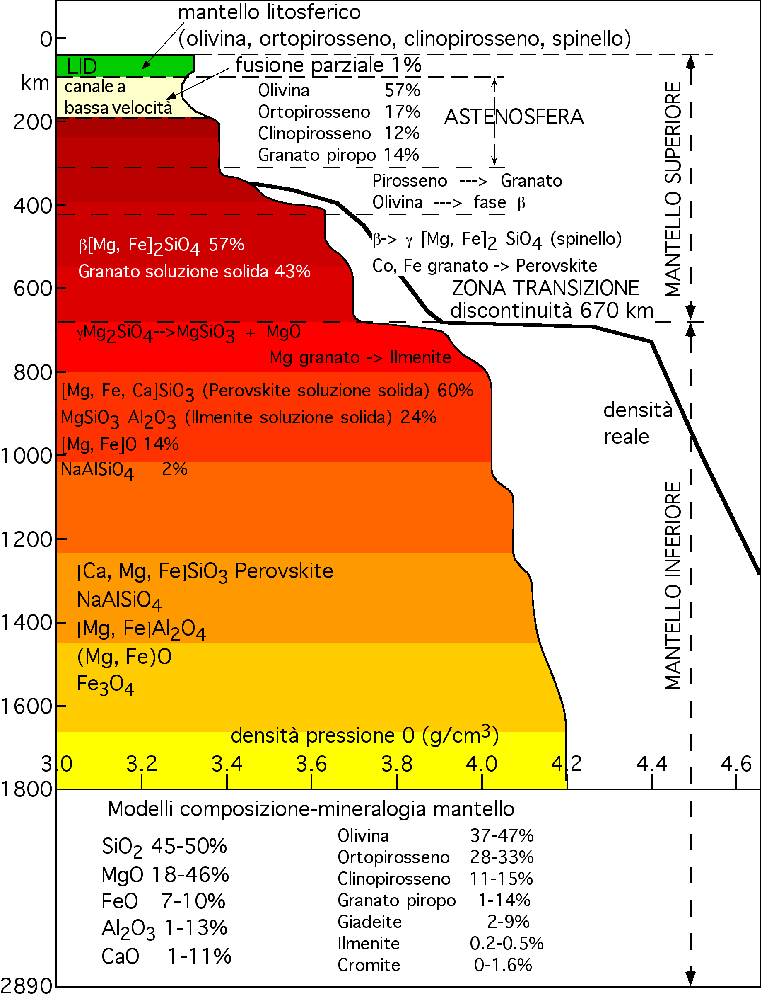 mantello litosferico
(olivina, ortopirosseno, clinopirosseno, spinello)
0
LID
fusione parziale 1%
km
canale a
bassa velocità
Olivina 57%
Ortopirosseno 17%
Clinopirosseno 12%
Granato piropo 14%
ASTENOSFERA
MANTELLO SUPERIORE
200
Pirosseno ---> Granato
Olivina ---> fase β
400
β[Mg, Fe]2SiO4 57%
Granato soluzione solida 43%
β-> γ [Mg, Fe]2 SiO4 (spinello)
Co, Fe granato -> Perovskite
600
ZONA TRANSIZIONE
discontinuità 670 km
γMg2SiO4-->MgSiO3 + MgO
Mg granato -> Ilmenite
800
[Mg, Fe, Ca]SiO3 (Perovskite soluzione solida) 60%
MgSiO3 Al2O3 (Ilmenite soluzione solida) 24%
[Mg, Fe]O 14%
1000
NaAlSiO4 2%
densità
reale
MANTELLO INFERIORE
1200
[Ca, Mg, Fe]SiO3 Perovskite
NaAlSiO4
1400
[Mg, Fe]Al2O4
(Mg, Fe)O
Fe3O4
1600
densità pressione 0 (g/cm3)
3.0 3.2 3.4 3.6 3.8 4.0 4.2 4.4 4.6
1800
Modelli composizione-mineralogia mantello
SiO2 45-50%
MgO 18-46%
FeO 7-10%
Al2O3 1-13%
CaO 1-11%
Olivina 37-47%
Ortopirosseno 28-33%
Clinopirosseno 11-15%
Granato piropo 1-14%
Giadeite 2-9%
Ilmenite 0.2-0.5%
Cromite 0-1.6%
2890